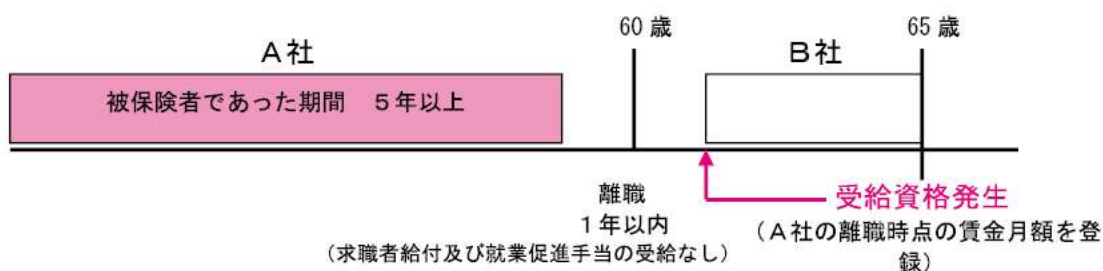 60 歳
65 歳
A社
B社
被保険者であった期間　５年以上
離職
１年以内
（求職者給付及び就業促進手当の受給なし）
受給資格発生
（A社の離職時点の賃金月額を登
録）